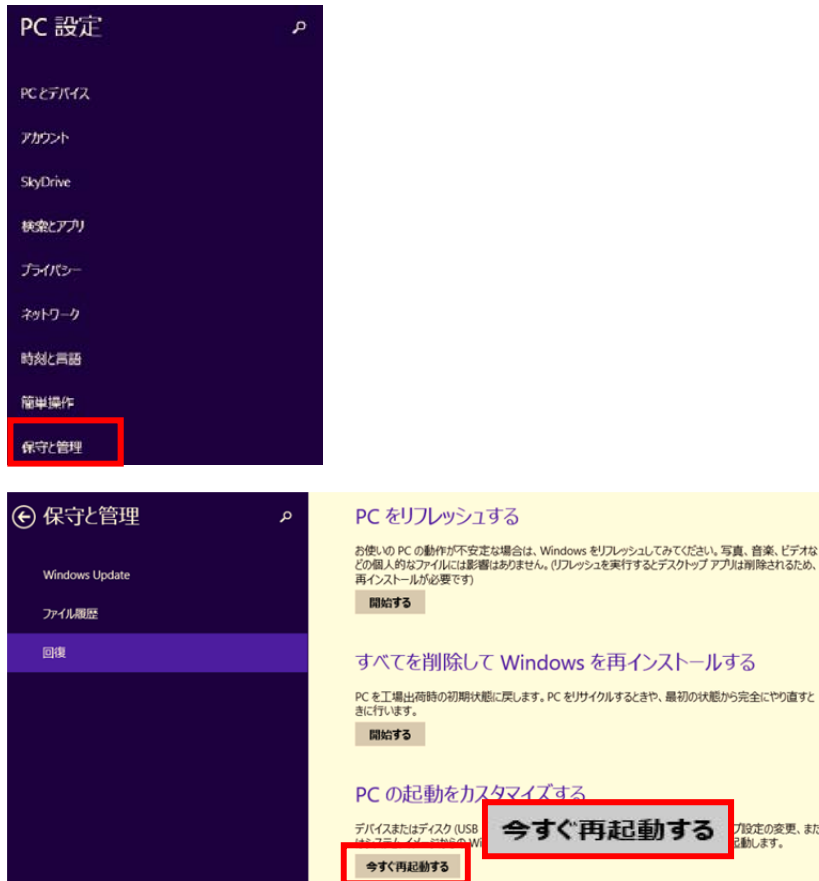 PC 設定
PCとデバイス
アカウント
SkyDrive
検索とアプリ
プライバシー
ネットワーク
時刻と言語
簡単操作
保守と管理
保守と管理
Windows Update
ファイル履歴
回復
PC をリフレッシュする
お使いの PC の動作が不安定な場合は、Windows をリフレッシュしてみてください。写真、音楽、ビデオな
どの個人的なファイルには影響はありません。(リフレッシュを実行するとデスクトップ アプリは削除されるため、
再インストールが必要です)
開始する
すべてを削除して Windows を再インストールする
PC を工場出荷時の初期状態に戻します。PC をリサイクルするときや、最初の状態から完全にやり直すと
きに行います。
開始する
PC の起動をカスタマイズする
デバイスまたはディスク (USB
プ設定の変更、また
今すぐ再起動する
起動します。
今すぐ再起動する